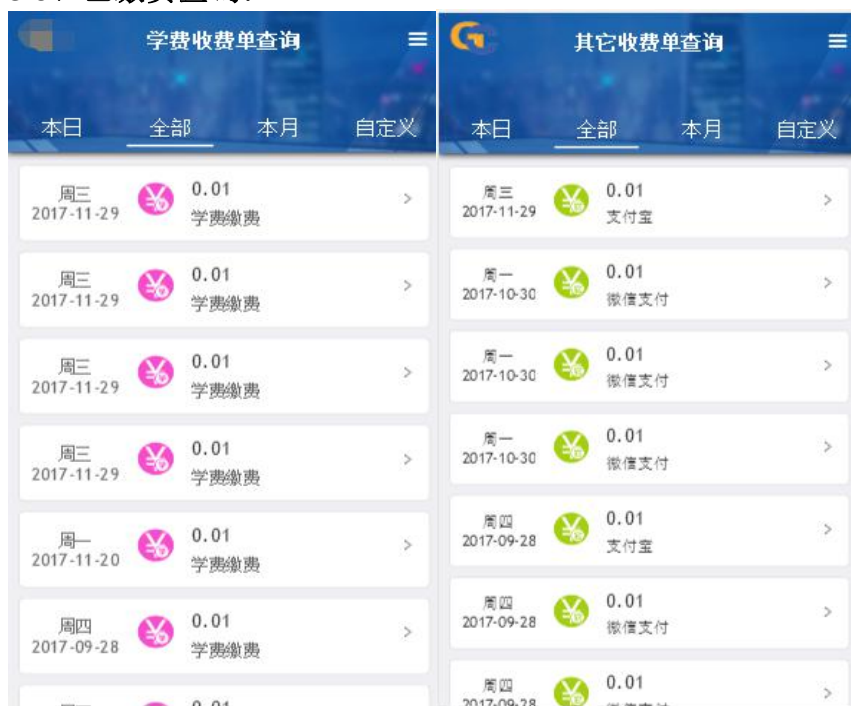 学费收费单查询
本日 全部 本月 自定义
周三
2017-11-29
0.01
学费缴费
周三
2017-11-29
0.01
学费缴费
周三
2017-11-29
0.01
学费缴费
周三
2017-11-29
0.01
学费缴费
周一
2017-11-20
0.01
学费缴费
周四
2017-09-28
0.01
学费缴费
其它收费单查询
本日 全部 本月 自定义
周三
2017-11-29
0.01
支付宝
周一
2017-10-30
0.01
微信支付
周一
2017-10-30
0.01
微信支付
周一
2017-10-30
0.01
微信支付
周四
2017-09-28
0.01
支付宝
周四
2017-09-28
0.01
微信支付
周四
2017-09-28
0.01